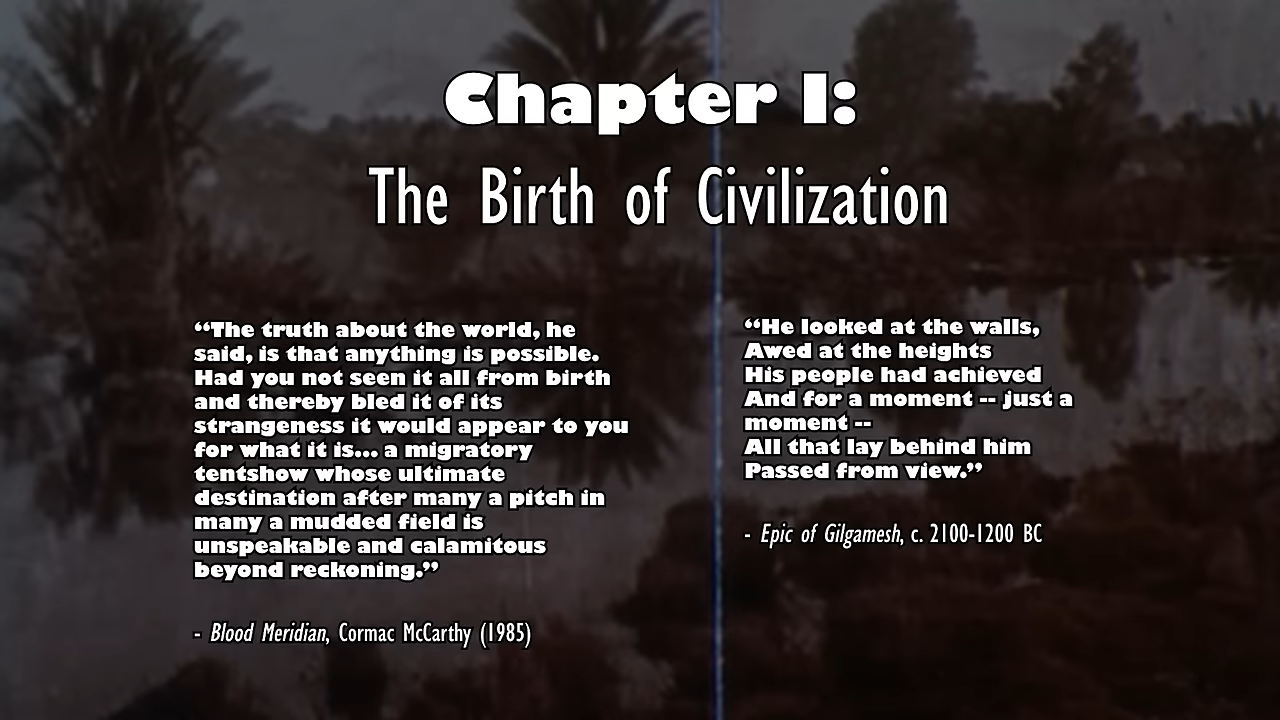 Chapter I:
The Birth of Civilization
“The truth about the world, he
said, is that anything is possible.
Had you not seen it all from birth
and thereby bled it of its
strangeness it would appear to you
for what it is... a migratory
tentshow whose ultimate
destination after many a pitch in
many a mudded field is
unspeakable and calamitous
beyond reckoning.”
- Blood Meridian, Cormac McCarthy (1985)
“He looked at the walls,
Awed at the heights
His people had achieved
And for a moment -- just a
moment --
All that lay behind him
Passed from view.”
- Epic of Gilgamesh, c. 2100-1200 BC